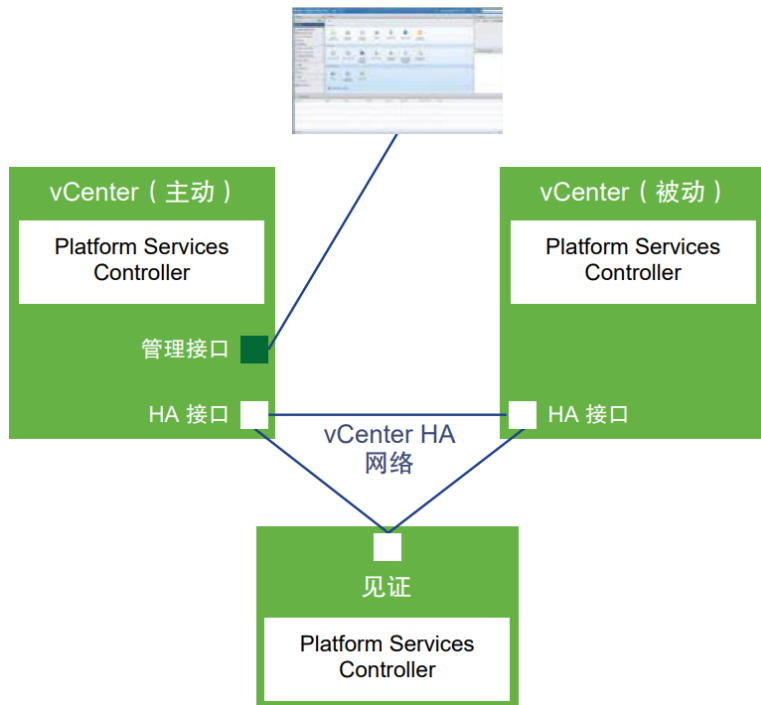 vCenter（主动）
Platform Services
Controller
管理接口
HA 接口
vCenter（被动）
Platform Services
Controller
HA 接口
vCenter HA
网络
见证
Platform Services
Controller